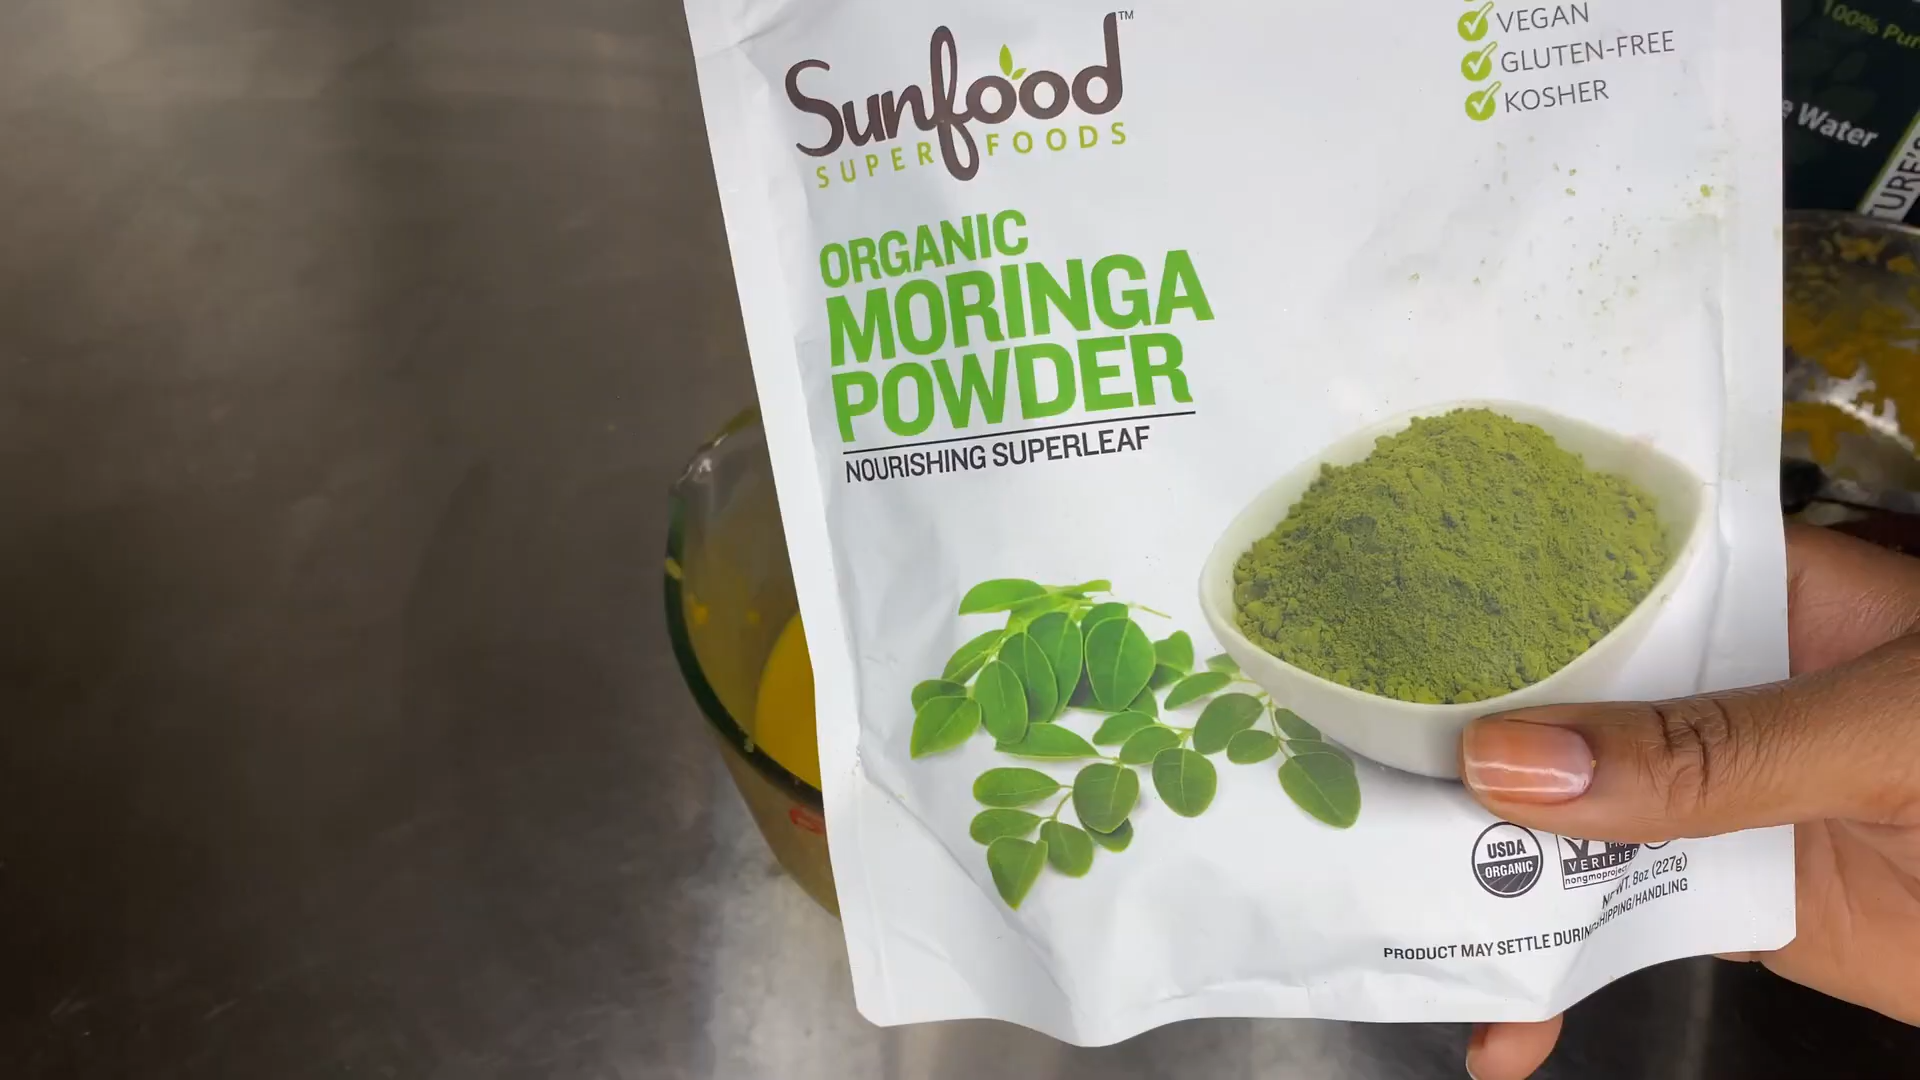 Sunfood™
SUPERFOODS
VEGAN
GLUTEN-FREE
KOSHER
ORGANIC
MORINGA
POWDER
NOURISHING SUPERLEAF
USDA
ORGANIC
VERIFIED
8oz (227g)
PRODUCT MAY SETTLE DURING SHIPPING/HANDLING
100%
Water